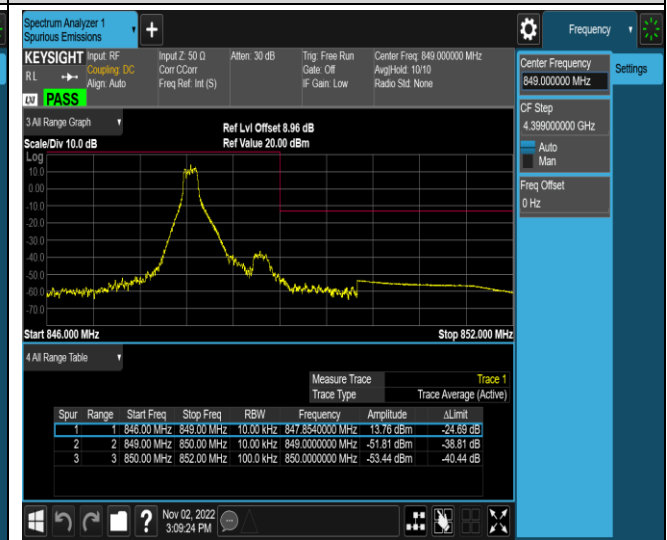 Spectrum Analyzer 1
Spurious Emissions
Frequency
KEYSIGHT
R L
LXI
PASS
Input: RF
Coupling: DC
Align: Auto
Input Z: 50 Ω
Corr CCorr
Freq Ref: Int (S)
Atten: 30 dB
Trig: Free Run
Gate: Off
IF Gain: Low
Center Freq: 849.000000 MHz
Avg|Hold: 10/10
Radio Std: None
Center Frequency
849.000000 MHz
Settings
CF Step
4.399000000 GHz
Auto
Man
Freq Offset
0 Hz
3 All Range Graph
Scale/Div 10.0 dB
Ref Lvl Offset 8.96 dB
Ref Value 20.00 dBm
Log
10.0
0.00
-10.0
-20.0
-30.0
-40.0
-50.0
-60.0
-70.0
Start 846.000 MHz
Stop 852.000 MHz
4 All Range Table
Measure Trace Trace 1
Trace Type Trace Average (Active)
Spur Range Start Freq Stop Freq RBW Frequency Amplitude ΔLimit
1 1 846.00 MHz 849.00 MHz 10.00 kHz 847.8540000 MHz 13.76 dBm -24.69 dB
2 2 849.00 MHz 850.00 MHz 10.00 kHz 849.0000000 MHz -51.81 dBm -38.81 dB
3 3 850.00 MHz 852.00 MHz 100.0 kHz 850.0000000 MHz -53.44 dBm -40.44 dB
Nov 02, 2022
3:09:24 PM